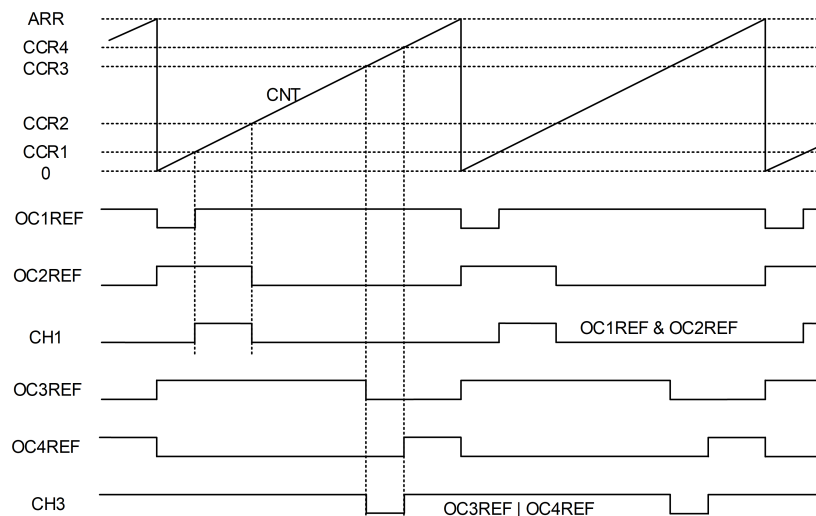 ARR
CCR4
CCR3
CNT
CCR2
CCR1
0
OC1REF
OC2REF
CH1
OC1REF & OC2REF
OC3REF
OC4REF
CH3
OC3REF | OC4REF